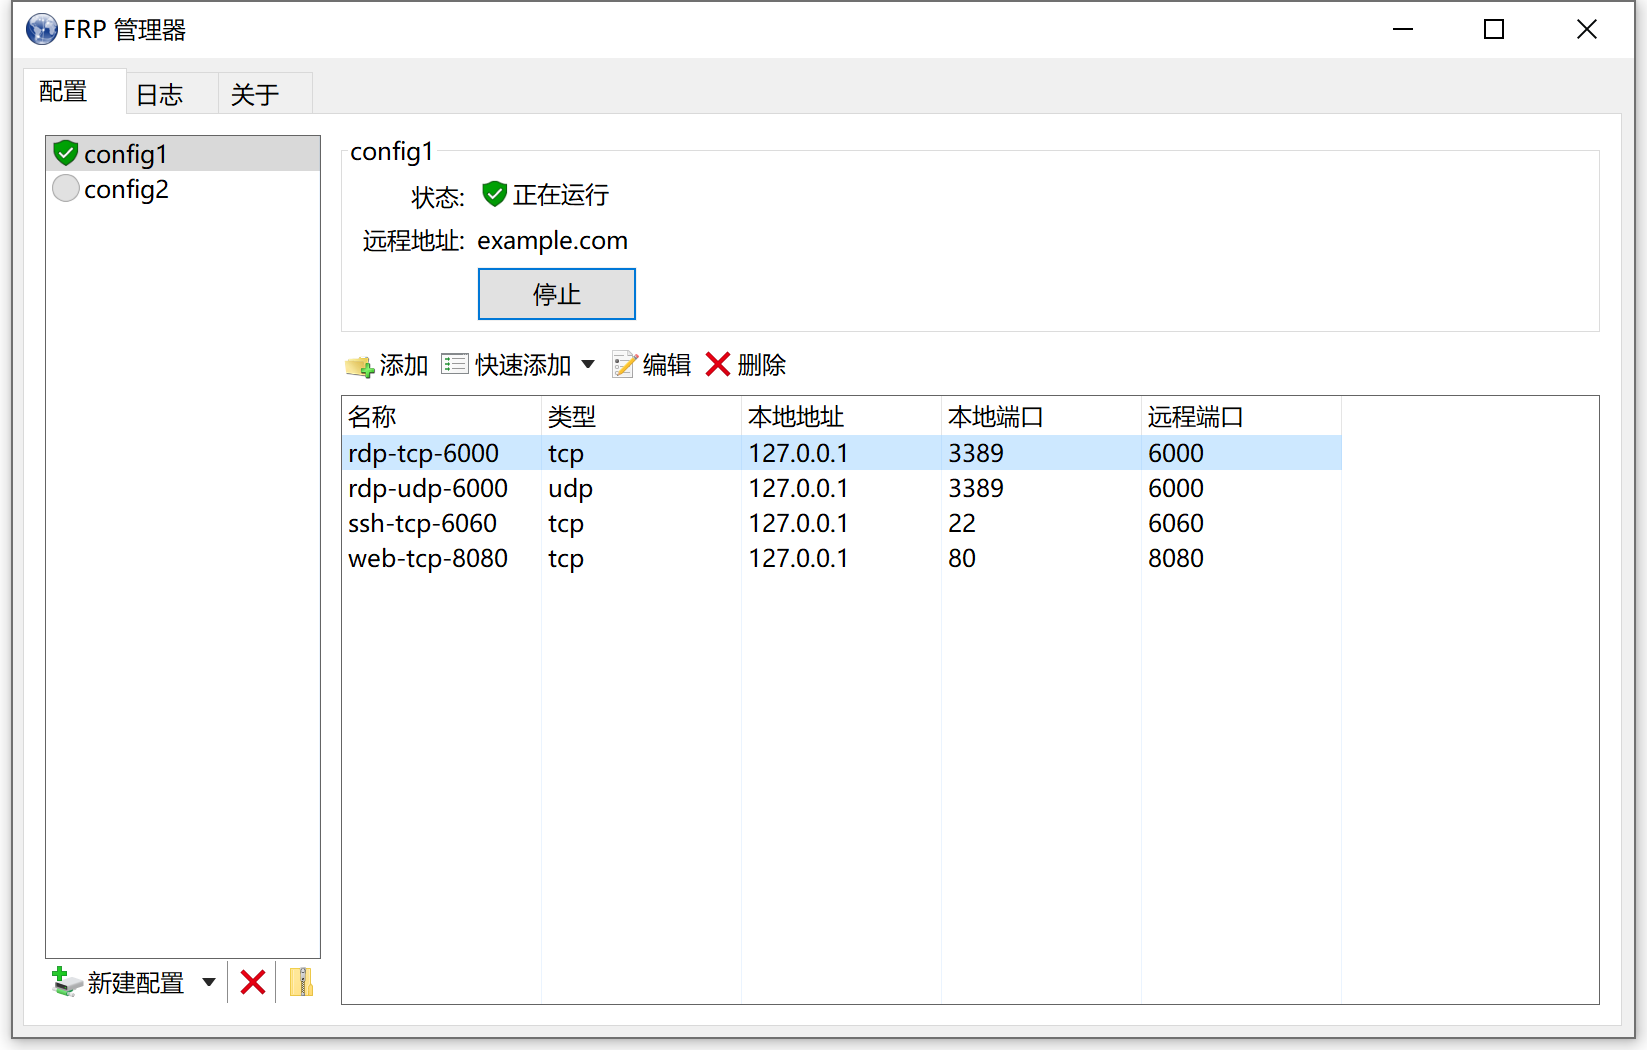 FRP 管理器
配置 日志 关于
config1
config2
config1
状态: 正在运行
远程地址: example.com
停止
添加 快速添加 编辑 删除
名称 类型 本地地址 本地端口 远程端口
rdp-tcp-6000 tcp 127.0.0.1 3389 6000
rdp-udp-6000 udp 127.0.0.1 3389 6000
ssh-tcp-6060 tcp 127.0.0.1 22 6060
web-tcp-8080 tcp 127.0.0.1 80 8080
新建配置